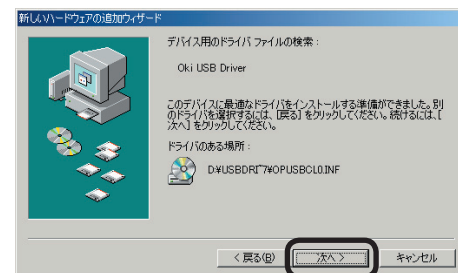 新しいハードウェアの追加ウィザード
デバイス用のドライバ ファイルの検索 :
Oki USB Driver
このデバイスに最適なドライバをインストールする準備ができました。別
のドライバを選択するには、[戻る] をクリックしてください。続けるには、[
次へ] をクリックしてください。
ドライバのある場所 :
D:¥USBDRI~7¥OPUSBCL0.INF
< 戻る(B)
次へ >
キャンセル